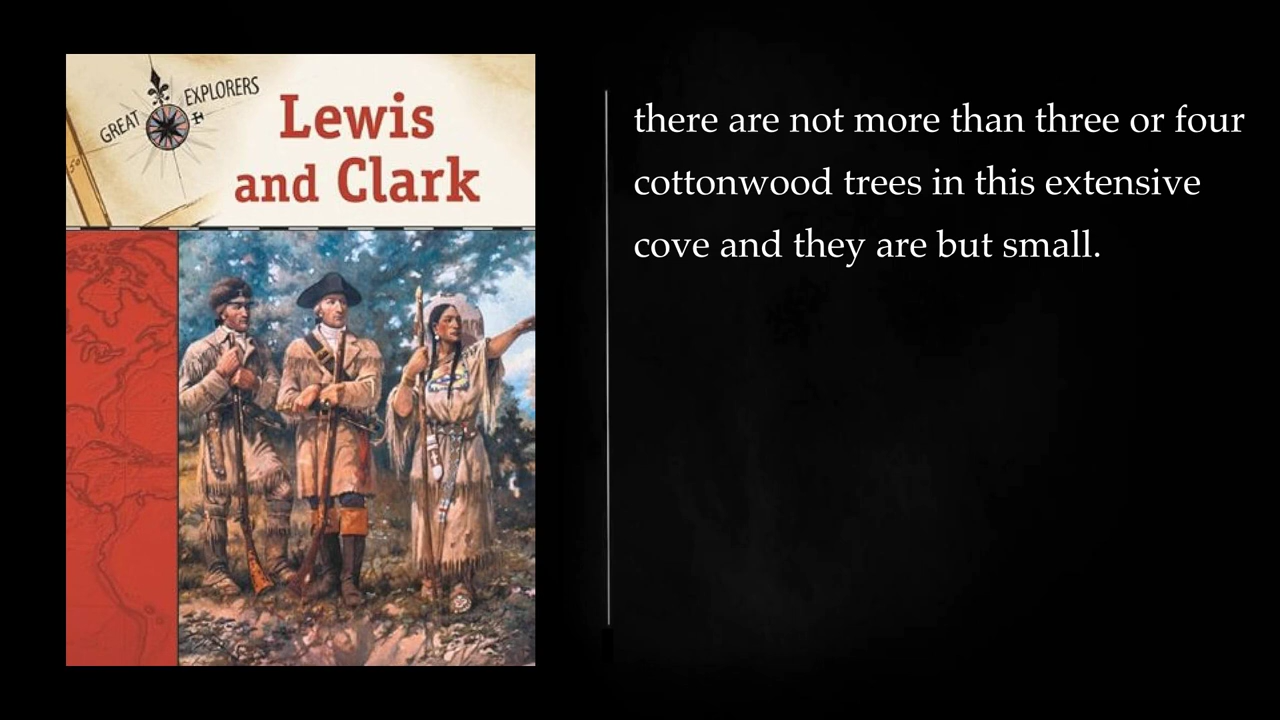 GREAT EXPLORERS
Lewis
and Clark
there are not more than three or four
cottonwood trees in this extensive
cove and they are but small.